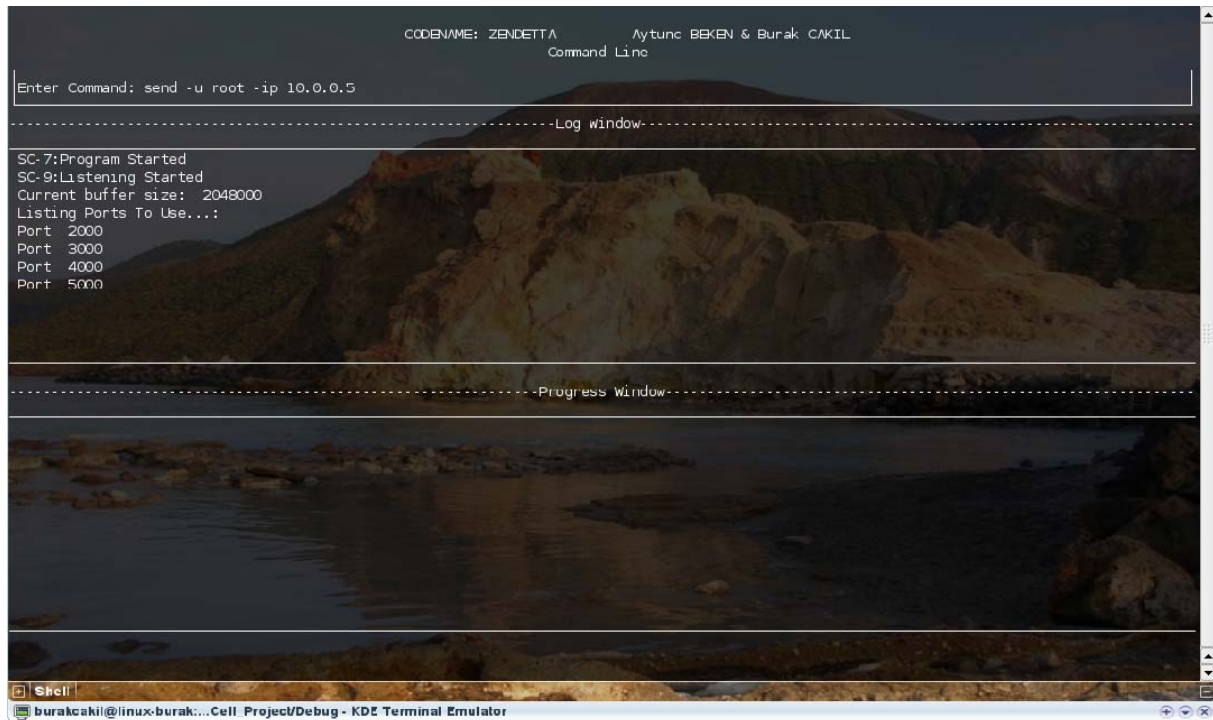 CODENAME: ZENDETTA Aytunc BEKEN & Burak CAKIL
Command Line
Enter Command: send -u root -ip 10.0.0.5
Log Window
SC-7:Program Started
SC-9:Listening Started
Current buffer size: 2048000
Listing Ports To Use...:
Port 2000
Port 3000
Port 4000
Port 5000
Progress Window
Shell
burakcakil@linux-burak:...Cell_Project/Debug - KDE Terminal Emulator